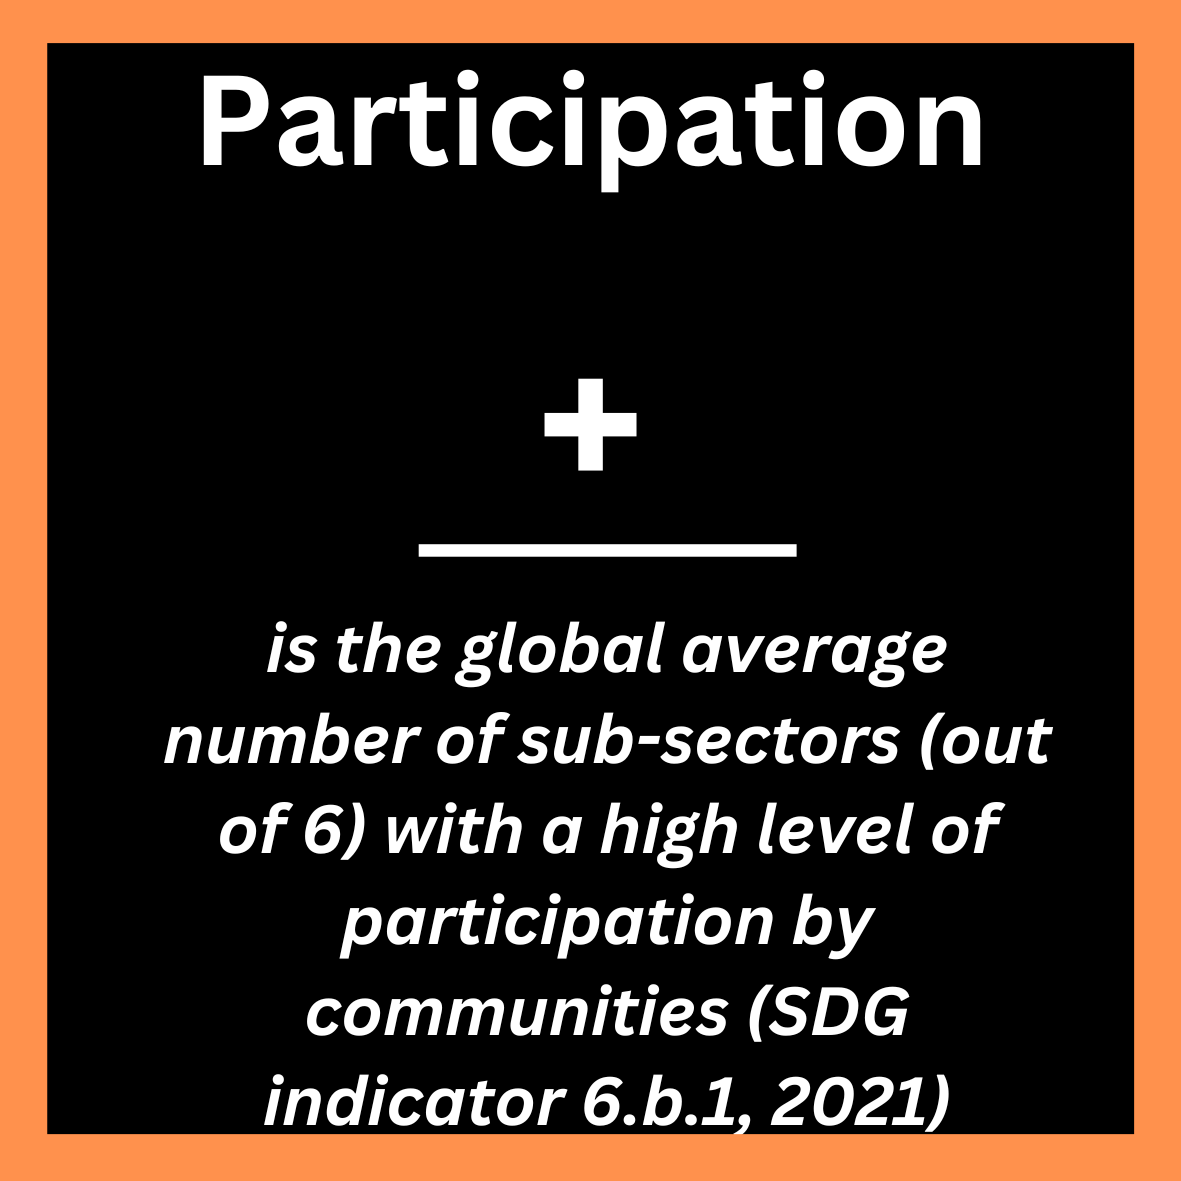 Participation
+
is the global average
number of sub-sectors (out
of 6) with a high level of
participation by
communities (SDG
indicator 6.b.1, 2021)